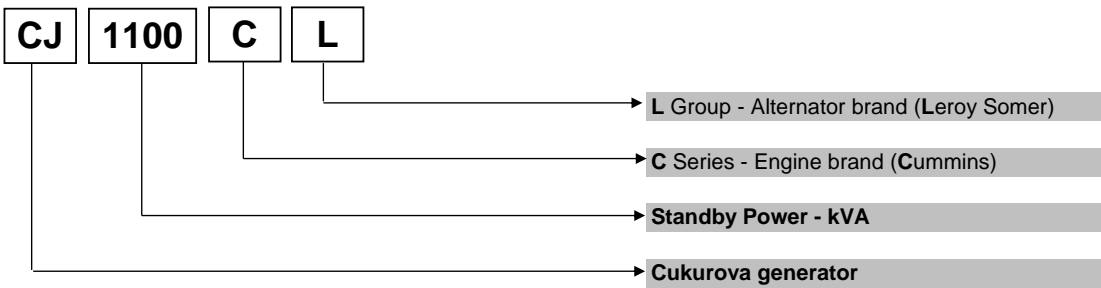 CJ 1100 C L
L Group - Alternator brand (Leroy Somer)
C Series - Engine brand (Cummins)
Standby Power - kVA
Cukurova generator